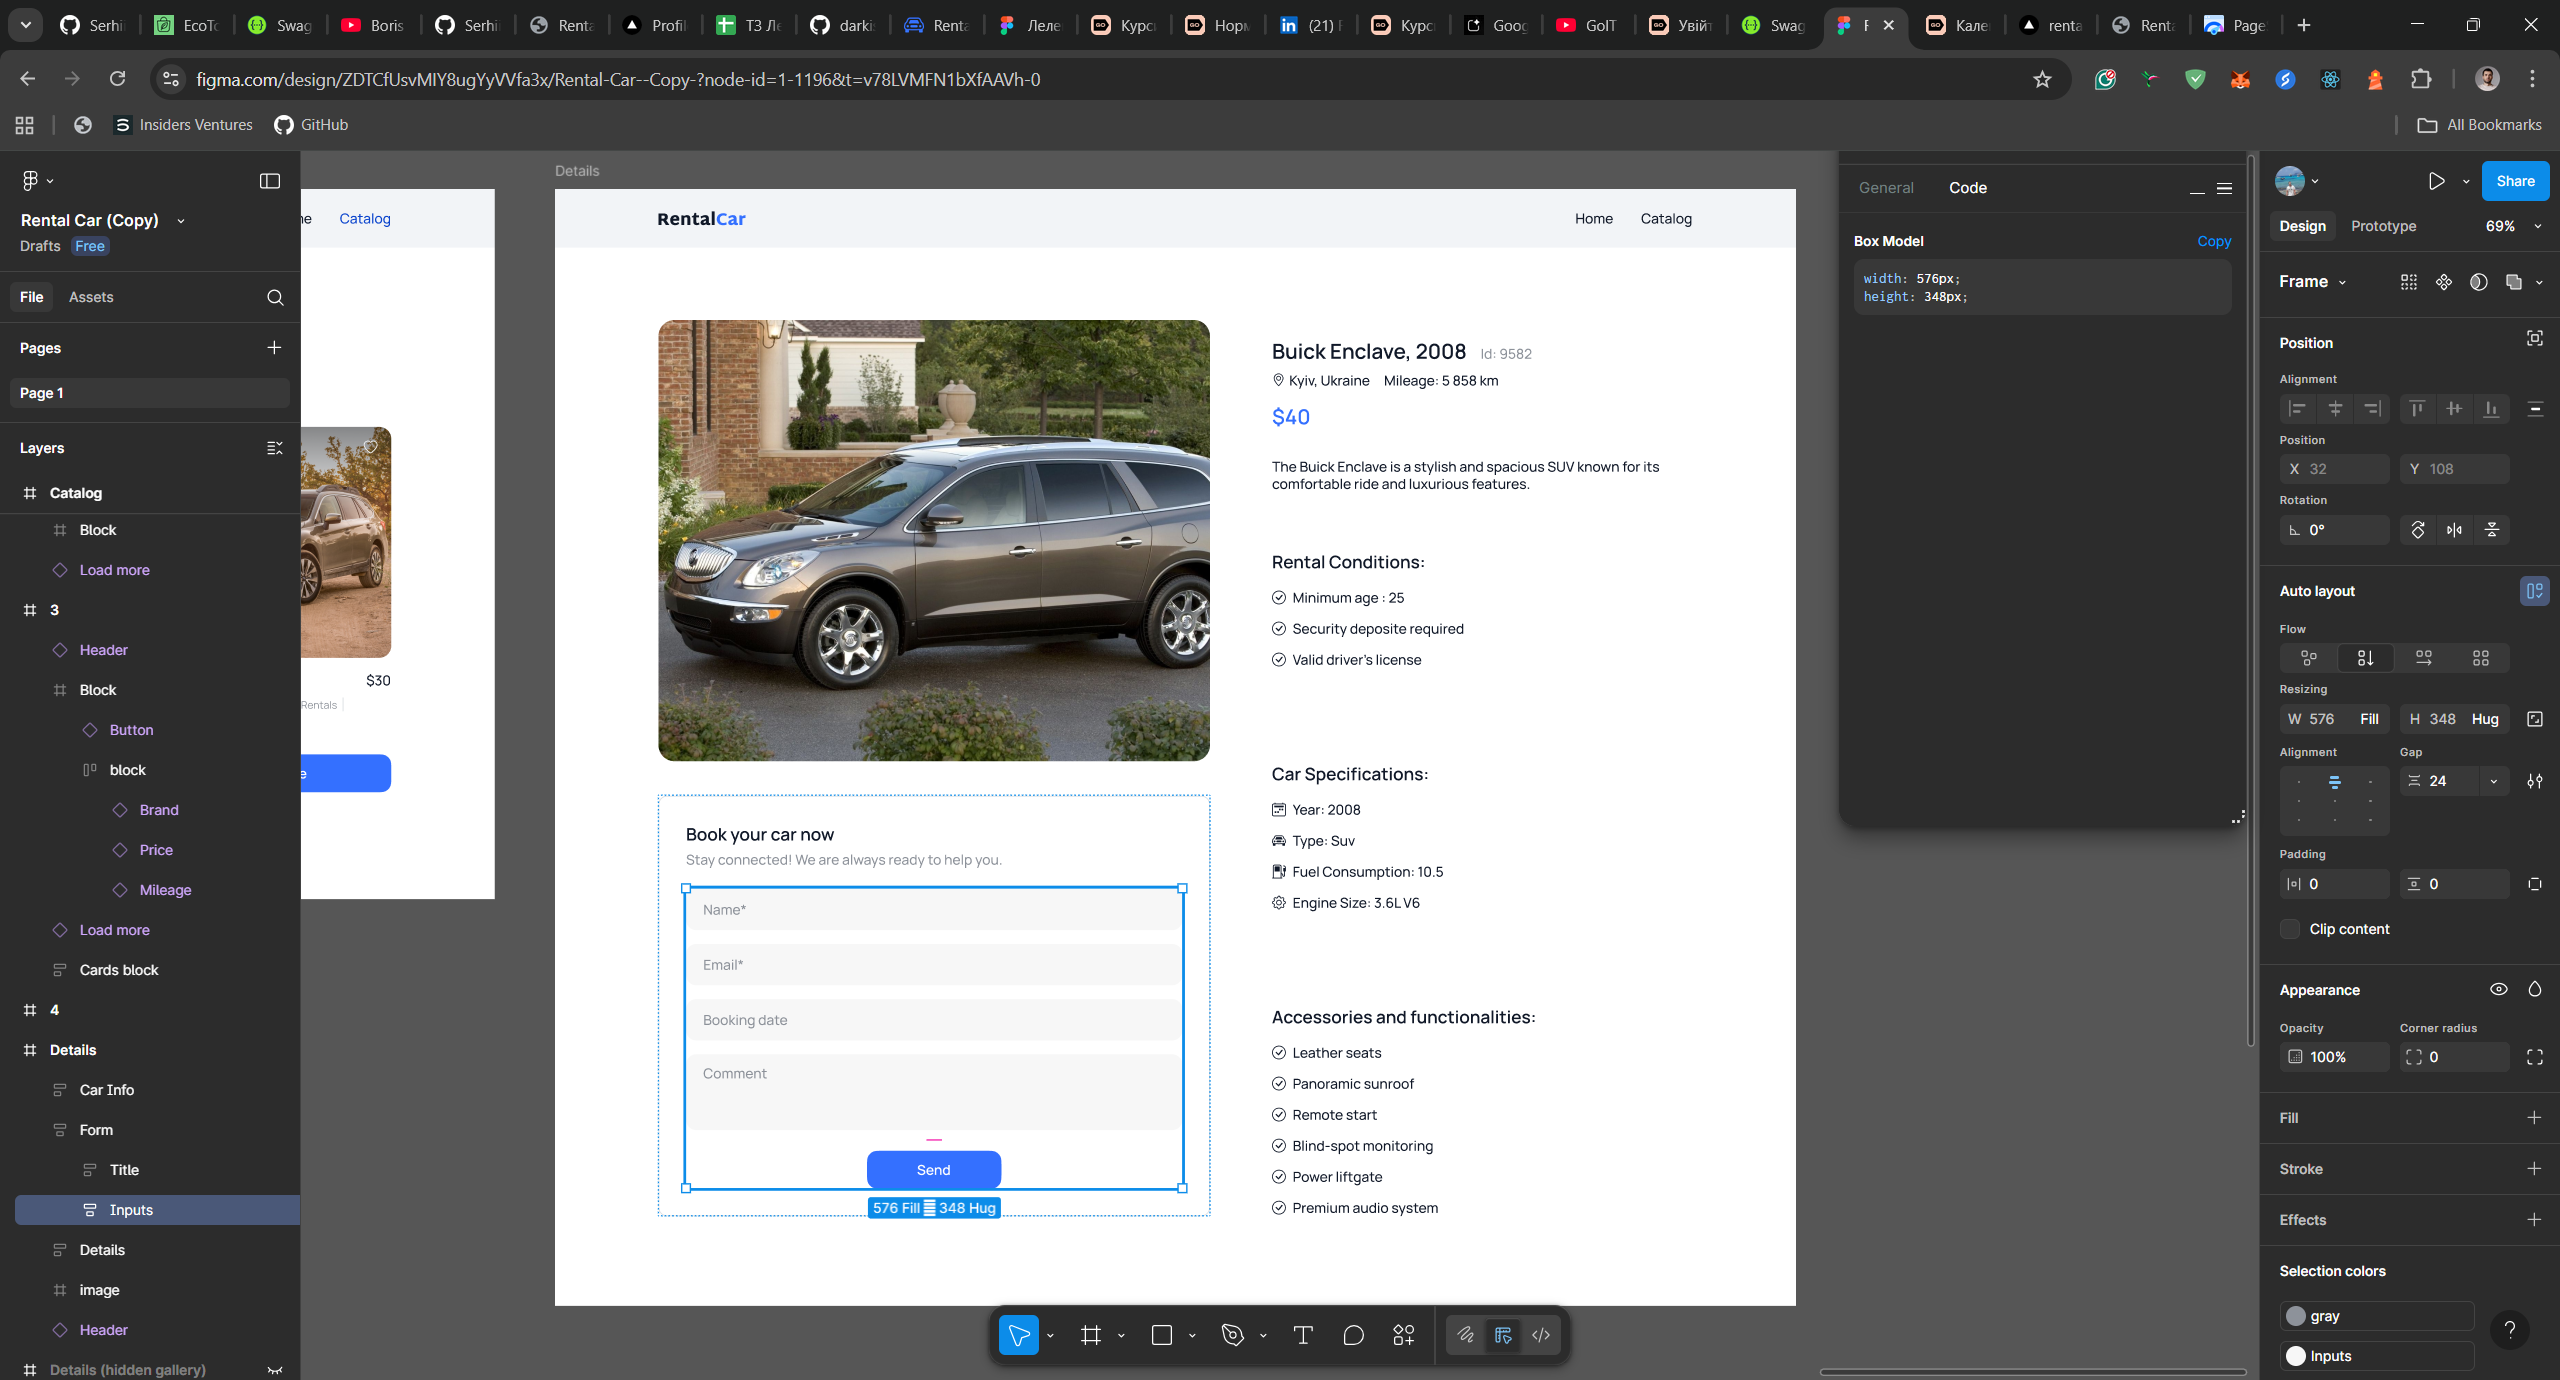 Serhi
EcoTo
Swag
Boris
Serhi
Renta
Profil
ТЗ Ле
darki
Renta
Леле
Курс
Норм
(21) F
Курс
Goog
GoIT
Увійт
Swag
F
Кале
renta
Renta
Page
figma.com/design/ZDTCfUsvMlY8ugYyVVfa3x/Rental-Car--Copy-?node-id=1-1196&t=v78LVMFN1bXfAAVh-0
Insiders Ventures
GitHub
All Bookmarks
Rental Car (Copy)
Drafts Free
File Assets
Pages
Page 1
Layers
Catalog
Block
Load more
3
Header
Block
Button
block
Brand
Price
Mileage
Load more
Cards block
4
Details
Car Info
Form
Title
Inputs
Details
image
Header
Details (hidden gallery)
Catalog
$30
Rentals
Details
RentalCar
Home Catalog
Buick Enclave, 2008 Id: 9582
Kyiv, Ukraine Mileage: 5 858 km
$40
The Buick Enclave is a stylish and spacious SUV known for its
comfortable ride and luxurious features.
Rental Conditions:
Minimum age : 25
Security deposite required
Valid driver's license
Car Specifications:
Year: 2008
Type: Suv
Fuel Consumption: 10.5
Engine Size: 3.6L V6
Accessories and functionalities:
Leather seats
Panoramic sunroof
Remote start
Blind-spot monitoring
Power liftgate
Premium audio system
Book your car now
Stay connected! We are always ready to help you.
Name*
Email*
Booking date
Comment
Send
576 Fill 348 Hug
General Code
Box Model Copy
width: 576px;
height: 348px;
Share
Design Prototype 69%
Frame
Position
Alignment
Position
X 32 Y 108
Rotation
0°
Auto layout
Flow
Resizing
W 576 Fill H 348 Hug
Alignment Gap
24
Padding
0 0
Clip content
Appearance
Opacity Corner radius
100% 0
Fill
Stroke
Effects
Selection colors
gray
Inputs
?